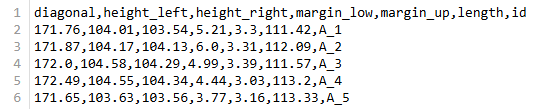 1 diagonal,height_left,height_right,margin_low,margin_up,length,id
2 171.76,104.01,103.54,5.21,3.3,111.42,A_1
3 171.87,104.17,104.13,6.0,3.31,112.09,A_2
4 172.0,104.58,104.29,4.99,3.39,111.57,A_3
5 172.49,104.55,104.34,4.44,3.03,113.2,A_4
6 171.65,103.63,103.56,3.77,3.16,113.33,A_5